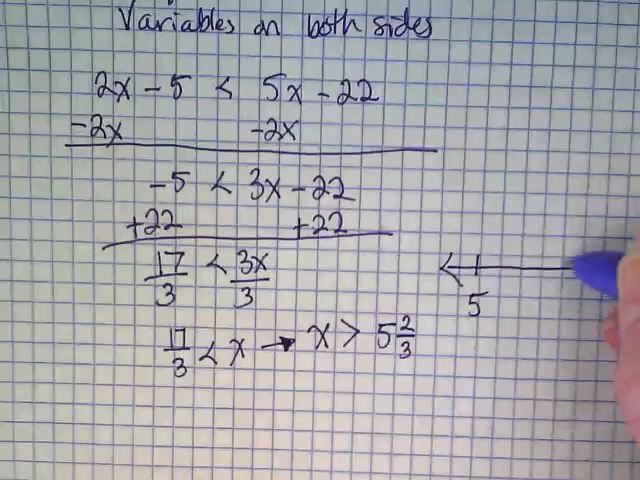 Variables on both sides
2x - 5 < 5x - 22
-2x -2x
-5 < 3x - 22
+22 +22
17/3 < 3x/3
5
17/3 < x → x > 5 2/3